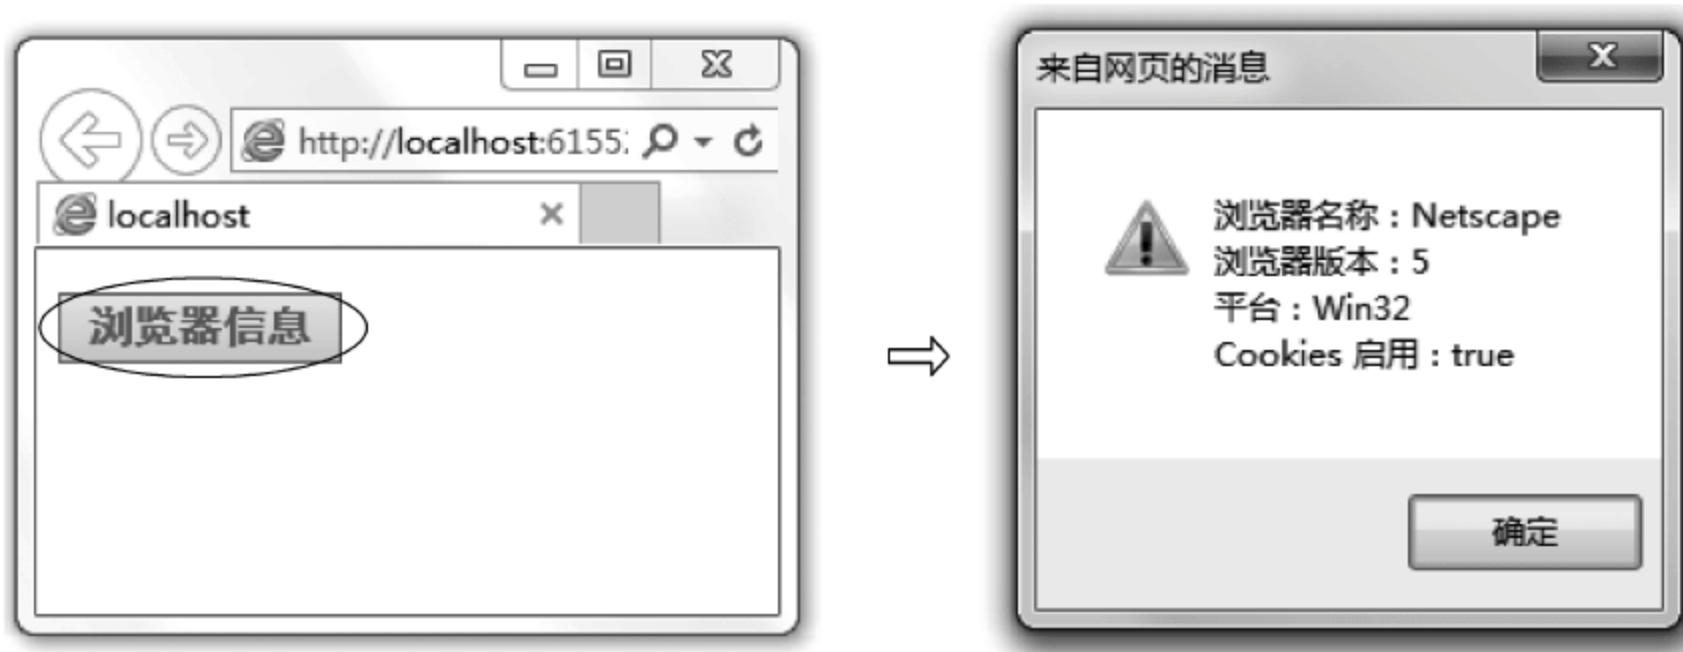 http://localhost:6155
localhost
浏览器信息
来自网页的消息
浏览器名称：Netscape
浏览器版本：5
平台：Win32
Cookies 启用：true
确定